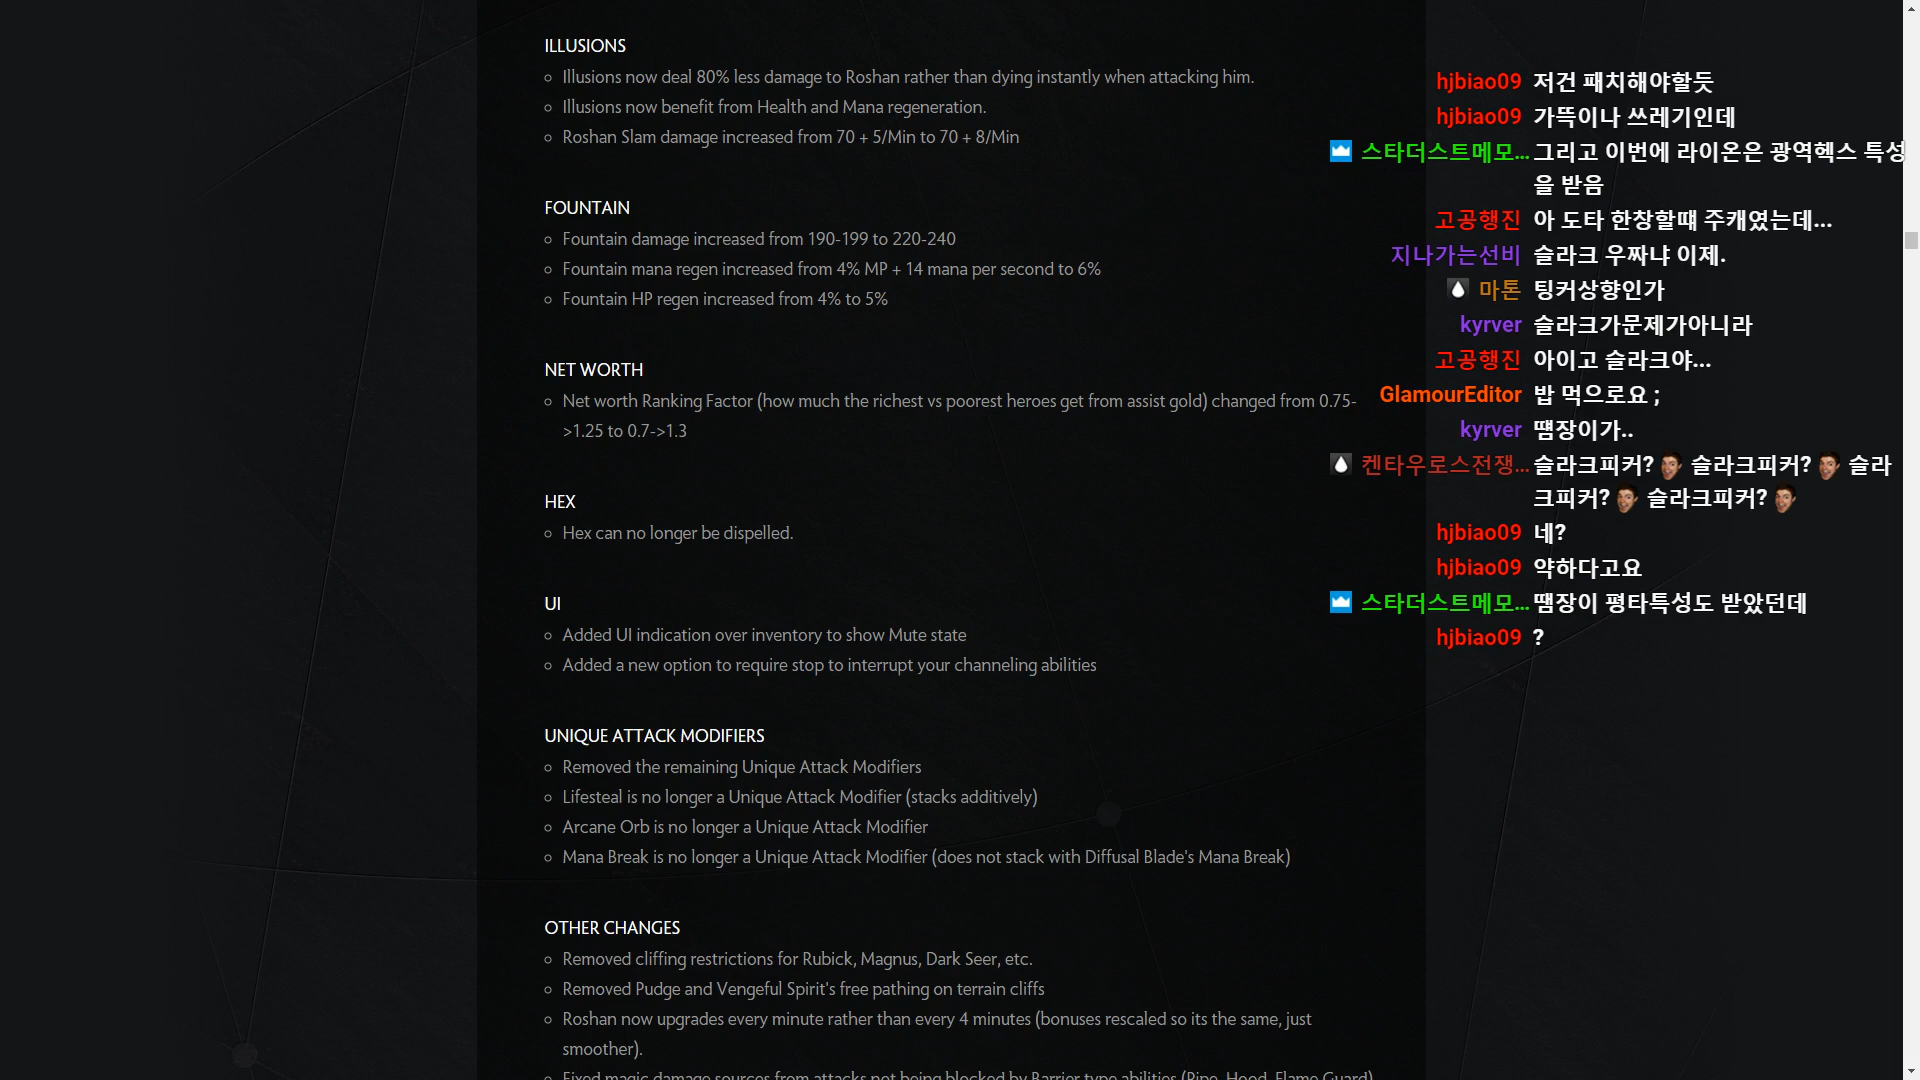 ILLUSIONS
Illusions now deal 80% less damage to Roshan rather than dying instantly when attacking him.
Illusions now benefit from Health and Mana regeneration.
Roshan Slam damage increased from 70 + 5/Min to 70 + 8/Min
FOUNTAIN
Fountain damage increased from 190-199 to 220-240
Fountain mana regen increased from 4% MP + 14 mana per second to 6%
Fountain HP regen increased from 4% to 5%
NET WORTH
Net worth Ranking Factor (how much the richest vs poorest heroes get from assist gold) changed from 0.75-
>1.25 to 0.7->1.3
HEX
Hex can no longer be dispelled.
UI
Added UI indication over inventory to show Mute state
Added a new option to require stop to interrupt your channeling abilities
UNIQUE ATTACK MODIFIERS
Removed the remaining Unique Attack Modifiers
Lifesteal is no longer a Unique Attack Modifier (stacks additively)
Arcane Orb is no longer a Unique Attack Modifier
Mana Break is no longer a Unique Attack Modifier (does not stack with Diffusal Blade's Mana Break)
OTHER CHANGES
Removed cliffing restrictions for Rubick, Magnus, Dark Seer, etc.
Removed Pudge and Vengeful Spirit's free pathing on terrain cliffs
Roshan now upgrades every minute rather than every 4 minutes (bonuses rescaled so its the same, just
smoother).
Fixed magic damage sources from attacks not being blocked by Barrier type abilities (Pipe, Hood, Flame Guard)
hjbiao09 저건 패치해야할듯
hjbiao09 가뜩이나 쓰레기인데
스타더스트메모... 그리고 이번에 라이온은 광역헥스 특성
을 받음
고공행진 아 도타 한창할때 주캐였는데...
지나가는선비 슬라크 우짜냐 이제.
마톤 팅커상향인가
kyrver 슬라크가문제가아니라
고공행진 아이고 슬라크야...
GlamourEditor 밥 먹으로요 ;
kyrver 땜장이가..
켄타우로스전쟁... 슬라크피커? 슬라크피커? 슬라
크피커? 슬라크피커?
hjbiao09 네?
hjbiao09 약하다고요
스타더스트메모... 땜장이 평타특성도 받았던데
hjbiao09 ?